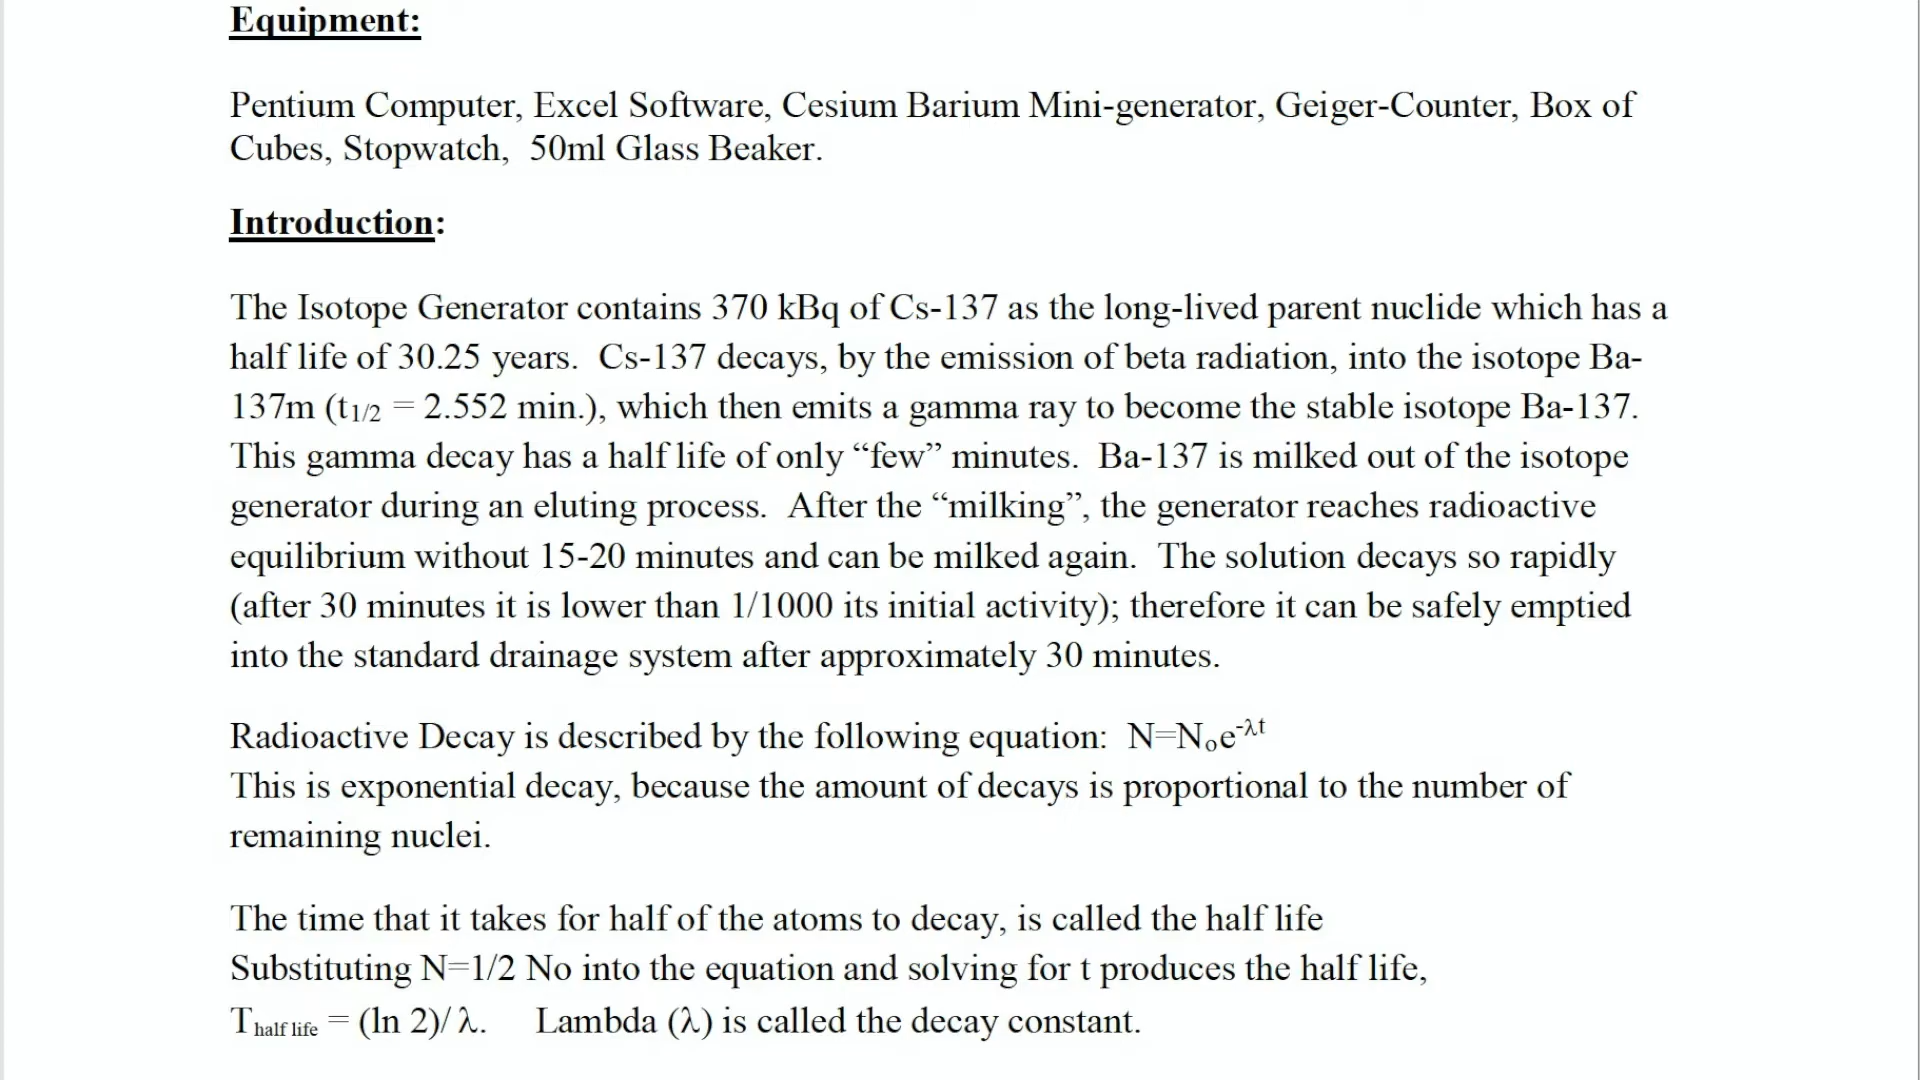 Equipment:
Pentium Computer, Excel Software, Cesium Barium Mini-generator, Geiger-Counter, Box of
Cubes, Stopwatch,  50ml Glass Beaker.
Introduction:
The Isotope Generator contains 370 kBq of Cs-137 as the long-lived parent nuclide which has a
half life of 30.25 years.  Cs-137 decays, by the emission of beta radiation, into the isotope Ba-
137m (t1/2 = 2.552 min.), which then emits a gamma ray to become the stable isotope Ba-137.
This gamma decay has a half life of only “few” minutes.  Ba-137 is milked out of the isotope
generator during an eluting process.  After the “milking”, the generator reaches radioactive
equilibrium without 15-20 minutes and can be milked again.  The solution decays so rapidly
(after 30 minutes it is lower than 1/1000 its initial activity); therefore it can be safely emptied
into the standard drainage system after approximately 30 minutes.
Radioactive Decay is described by the following equation:  N=Nₒe^-λt
This is exponential decay, because the amount of decays is proportional to the number of
remaining nuclei.
The time that it takes for half of the atoms to decay, is called the half life
Substituting N=1/2 No into the equation and solving for t produces the half life,
T half life = (ln 2)/ λ.    Lambda (λ) is called the decay constant.